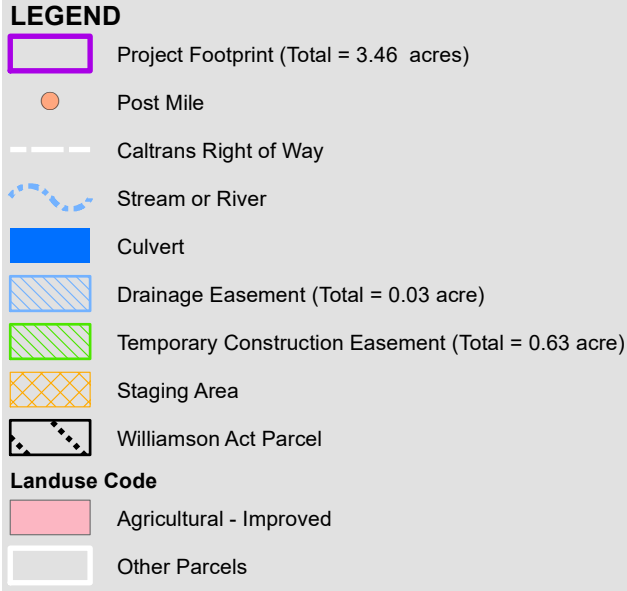 LEGEND
Project Footprint (Total = 3.46 acres)
Post Mile
Caltrans Right of Way
Stream or River
Culvert
Drainage Easement (Total = 0.03 acre)
Temporary Construction Easement (Total = 0.63 acre)
Staging Area
Williamson Act Parcel
Landuse Code
Agricultural - Improved
Other Parcels